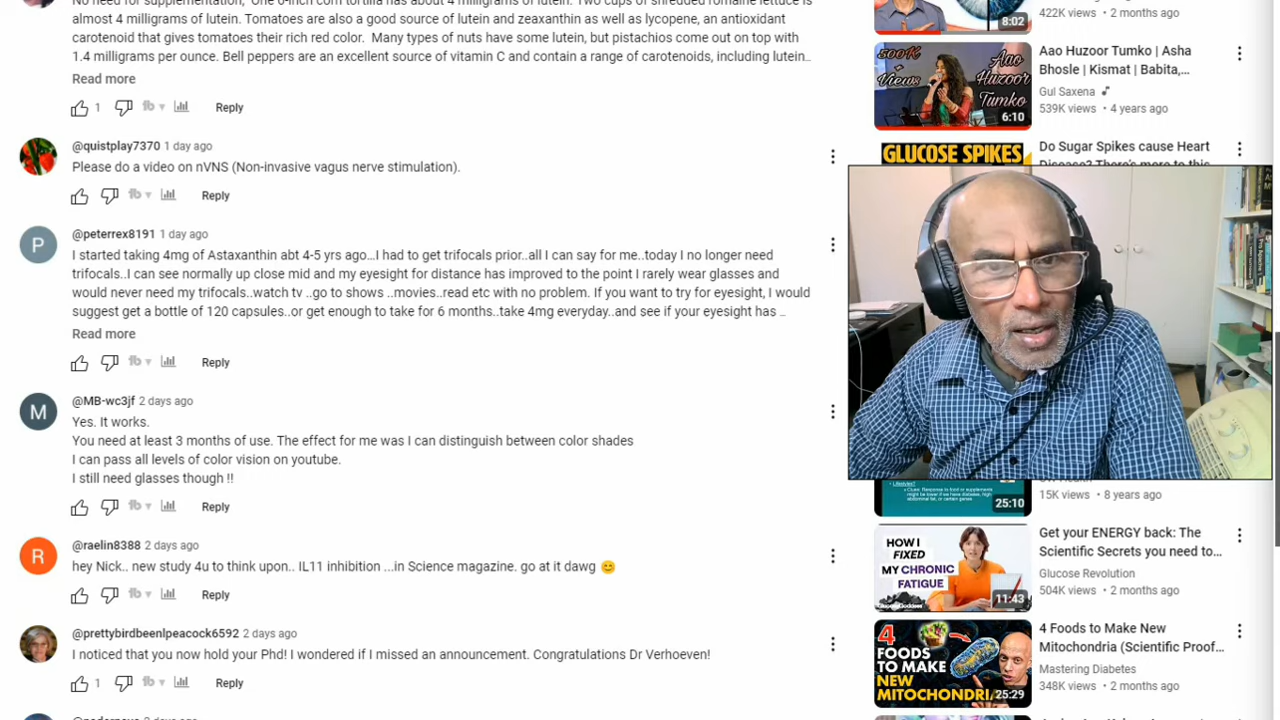 No need for supplementation, One 6-inch corn tortilla has about 4 milligrams of lutein. Two cups of shredded romaine lettuce is
almost 4 milligrams of lutein. Tomatoes are also a good source of lutein and zeaxanthin as well as lycopene, an antioxidant
carotenoid that gives tomatoes their rich red color. Many types of nuts have some lutein, but pistachios come out on top with
1.4 milligrams per ounce. Bell peppers are an excellent source of vitamin C and contain a range of carotenoids, including lutein..
Read more
1 Reply
@quistplay7370 1 day ago
Please do a video on nVNS (Non-invasive vagus nerve stimulation).
Reply
@peterrex8191 1 day ago
P
I started taking 4mg of Astaxanthin abt 4-5 yrs ago...I had to get trifocals prior..all I can say for me..today I no longer need
trifocals..I can see normally up close mid and my eyesight for distance has improved to the point I rarely wear glasses and
would never need my trifocals..watch tv ..go to shows ..movies..read etc with no problem. If you want to try for eyesight, I would
suggest get a bottle of 120 capsules..or get enough to take for 6 months..take 4mg everyday..and see if your eyesight has ..
Read more
Reply
@MB-wc3jf 2 days ago
M
Yes. It works.
You need at least 3 months of use. The effect for me was I can distinguish between color shades
I can pass all levels of color vision on youtube.
I still need glasses though !!
Reply
@raelin8388 2 days ago
R
hey Nick.. new study 4u to think upon.. IL11 inhibition ...in Science magazine. go at it dawg 😊
Reply
@prettybirdbeenlpeacock6592 2 days ago
I noticed that you now hold your Phd! I wondered if I missed an announcement. Congratulations Dr Verhoeven!
1 Reply
8:02
422K views • 2 months ago
500K
+Views
Aao
Huzoor
Tumko
6:10
Aao Huzoor Tumko | Asha
Bhosle | Kismat | Babita,...
Gul Saxena
539K views • 4 years ago
GLUCOSE SPIKES
Do Sugar Spikes cause Heart
Disease? There's more to this
25:10
15K views • 8 years ago
HOW I
FIXED
MY CHRONIC
FATIGUE
11:43
Get your ENERGY back: The
Scientific Secrets you need to...
Glucose Revolution
504K views • 2 months ago
4
FOODS
TO MAKE
NEW
MITOCHONDRIA
25:29
4 Foods to Make New
Mitochondria (Scientific Proof...
Mastering Diabetes
348K views • 2 months ago